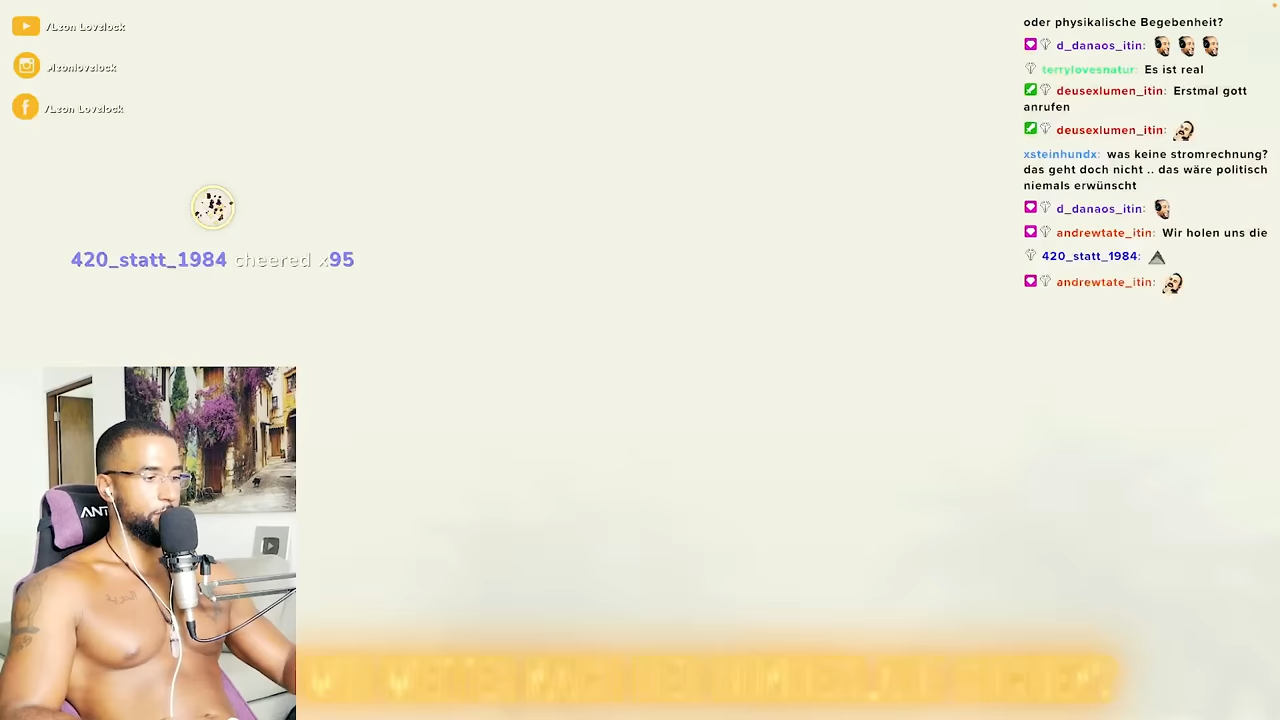 /Leon Lovelock
/leonlovelock
/Leon Lovelock
420_statt_1984 cheered x95
ANT
oder physikalische Begebenheit?
d_danaos_itin:
terrylovesnatur: Es ist real
deusexlumen_itin: Erstmal gott
anrufen
deusexlumen_itin:
xsteinhundx: was keine stromrechnung?
das geht doch nicht .. das wäre politisch
niemals erwünscht
d_danaos_itin:
andrewtate_itin: Wir holen uns die
420_statt_1984:
andrewtate_itin: